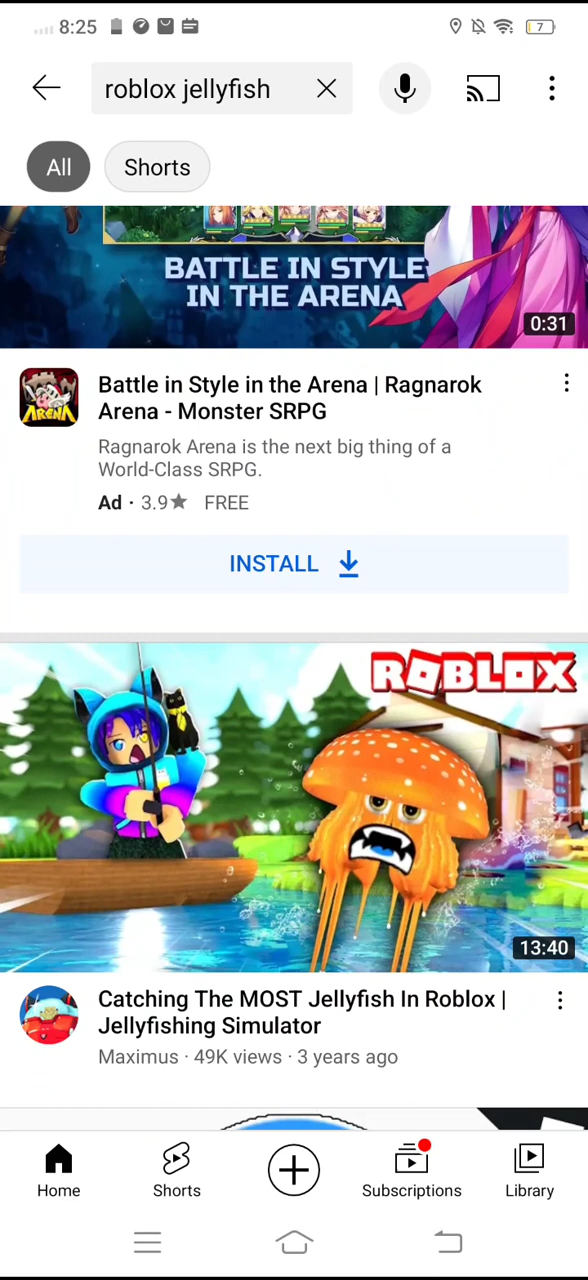 8:25
7
roblox jellyfish
All
Shorts
BATTLE IN STYLE
IN THE ARENA
0:31
ARENA
Battle in Style in the Arena | Ragnarok
Arena - Monster SRPG
Ragnarok Arena is the next big thing of a
World-Class SRPG.
Ad · 3.9★ FREE
INSTALL
ROBLOX
13:40
Catching The MOST Jellyfish In Roblox |
Jellyfishing Simulator
Maximus · 49K views · 3 years ago
Home
Shorts
Subscriptions
Library